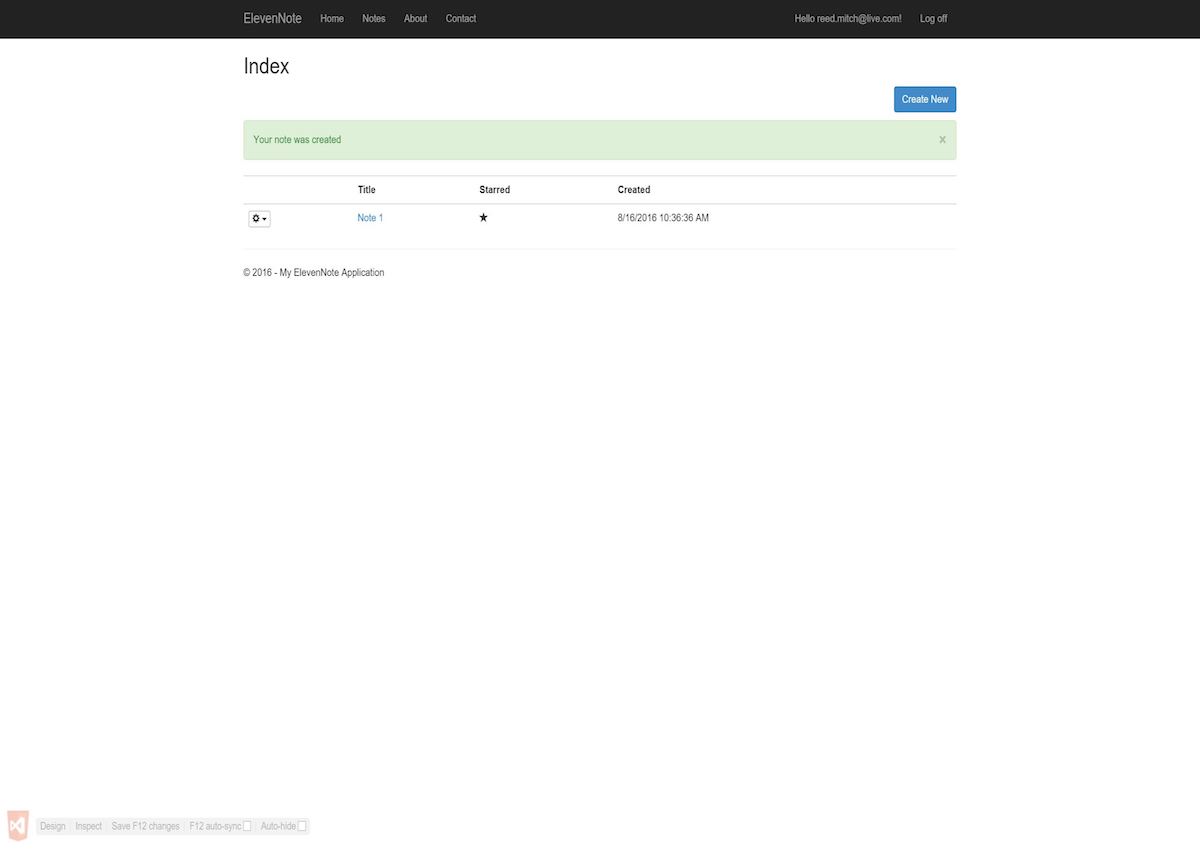 ElevenNote Home Notes About Contact Hello reed.mitch@live.com! Log off
Index
Create New
Your note was created x
Title Starred Created
Note 1 ★ 8/16/2016 10:36:36 AM
© 2016 - My ElevenNote Application
Design Inspect Save F12 changes F12 auto-sync Auto-hide